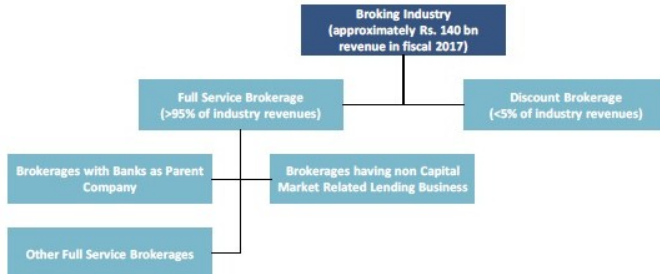 Broking Industry
(approximately Rs. 140 bn
revenue in fiscal 2017)
Full Service Brokerage
(>95% of industry revenues)
Discount Brokerage
(<5% of industry revenues)
Brokerages with Banks as Parent
Company
Brokerages having non Capital
Market Related Lending Business
Other Full Service Brokerages